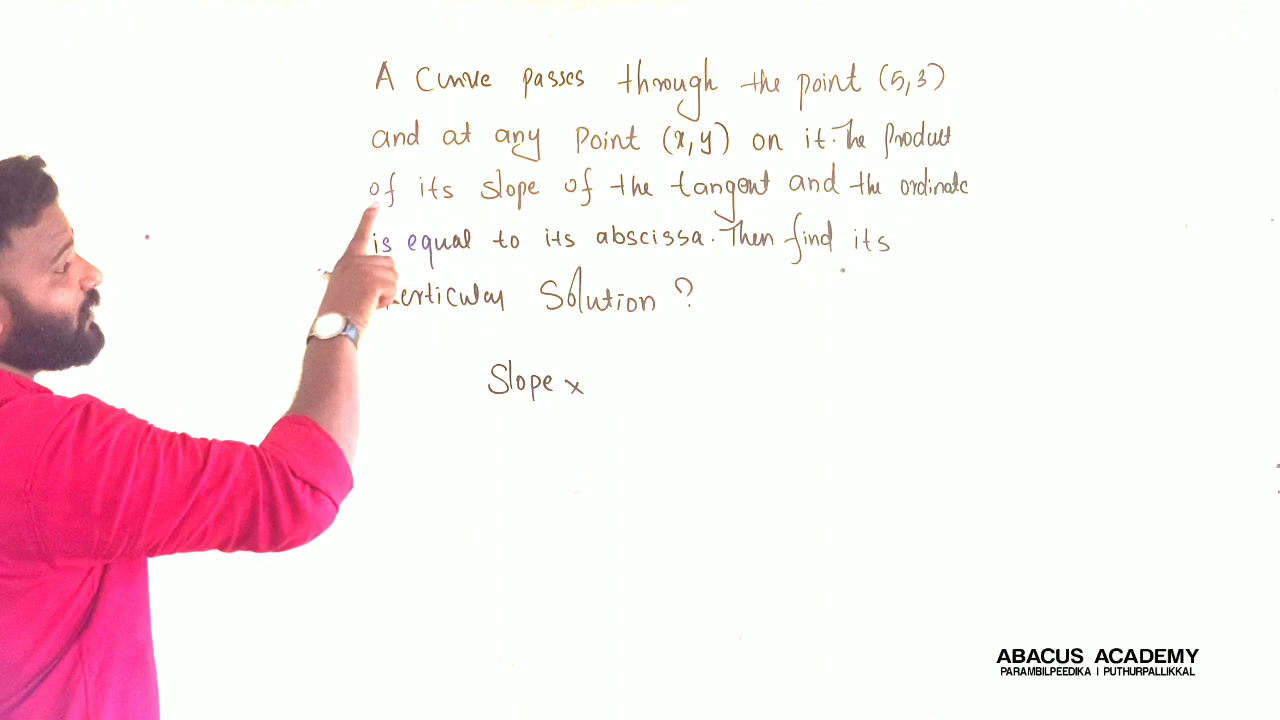 A Curve passes through the point (5,3)
and at any point (x,y) on it. The Product
of its slope of the tangent and the ordinate
is equal to its abscissa. Then find its
Solution ?
Slope x
ABACUS ACADEMY
PARAMBILPEEDIKA I PUTHURPALLIKKAL